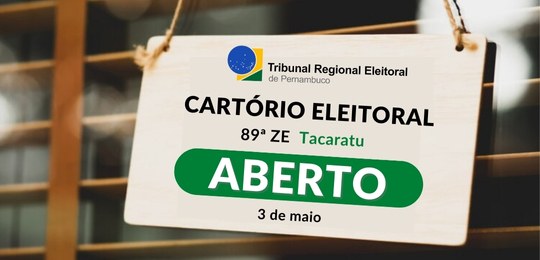 Tribunal Regional Eleitoral
de Pernambuco
CARTÓRIO ELEITORAL
89ª ZE Tacaratu
ABERTO
3 de maio